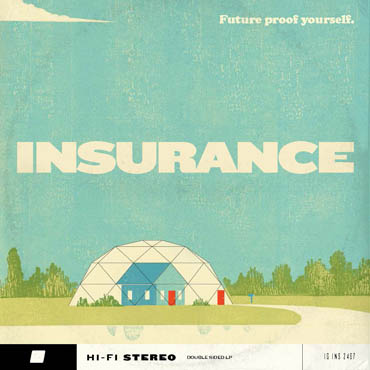 Future proof yourself.
INSURANCE
HI-FI STEREO
DOUBLE SIDED LP
IG INS 2407